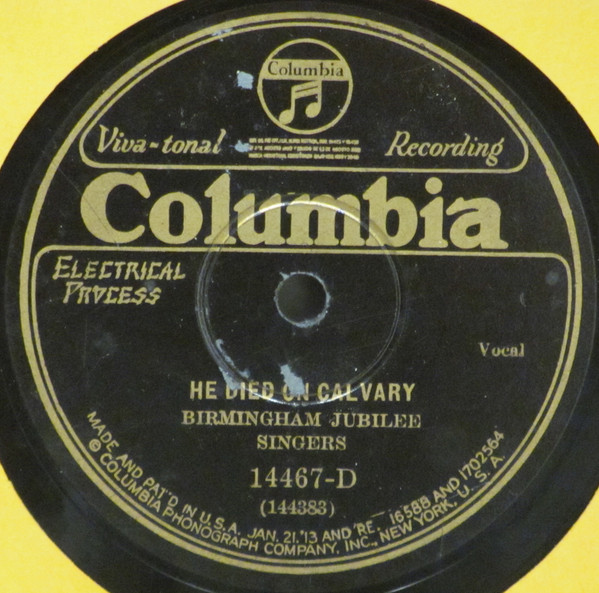 Columbia
Viva-tonal Recording
Columbia
ELECTRICAL
PROCESS
Vocal
HE DIED ON CALVARY
BIRMINGHAM JUBILEE
SINGERS
14467-D
(144383)
MADE AND PAT'D IN U.S.A. JAN. 21,'13 AND RE- 16588 AND 1702564
© COLUMBIA PHONOGRAPH COMPANY, INC., NEW YORK, U.S.A.